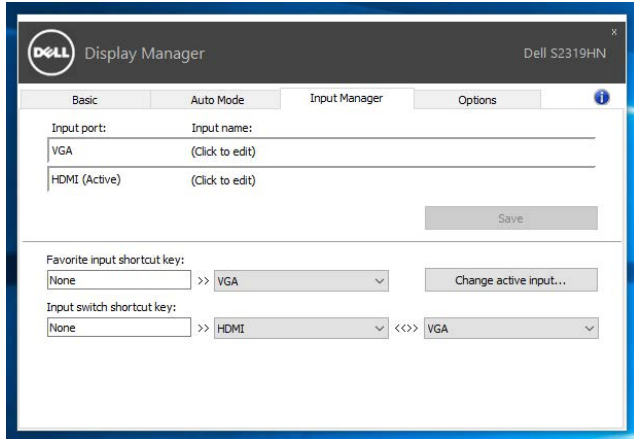 DELL Display Manager
x
Dell S2319HN
Basic Auto Mode Input Manager Options i
Input port: Input name:
VGA (Click to edit)
HDMI (Active) (Click to edit)
Save
Favorite input shortcut key:
None >> VGA Change active input...
Input switch shortcut key:
None >> HDMI <<>> VGA